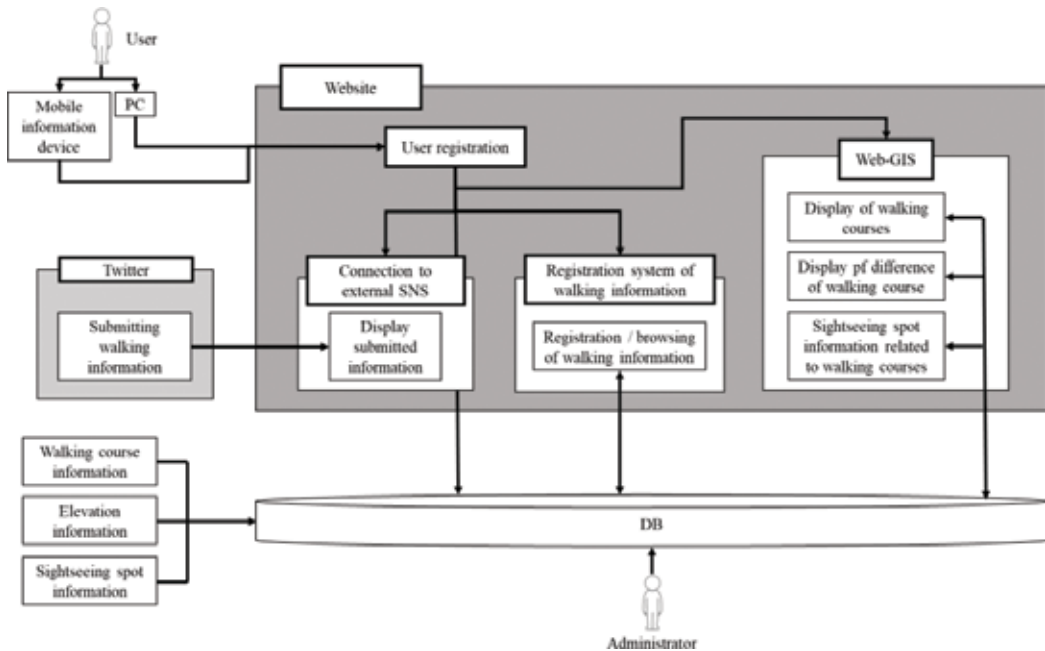 User
Website
Mobile
information
device
PC
User registration
Web-GIS
Display of walking
courses
Twitter
Connection to
external SNS
Registration system of
walking information
Display pf difference
of walking course
Submitting
walking
information
Display
submitted
information
Registration / browsing
of walking information
Sightseeing spot
information related
to walking courses
Walking course
information
Elevation
information
Sightseeing spot
information
DB
Administrator